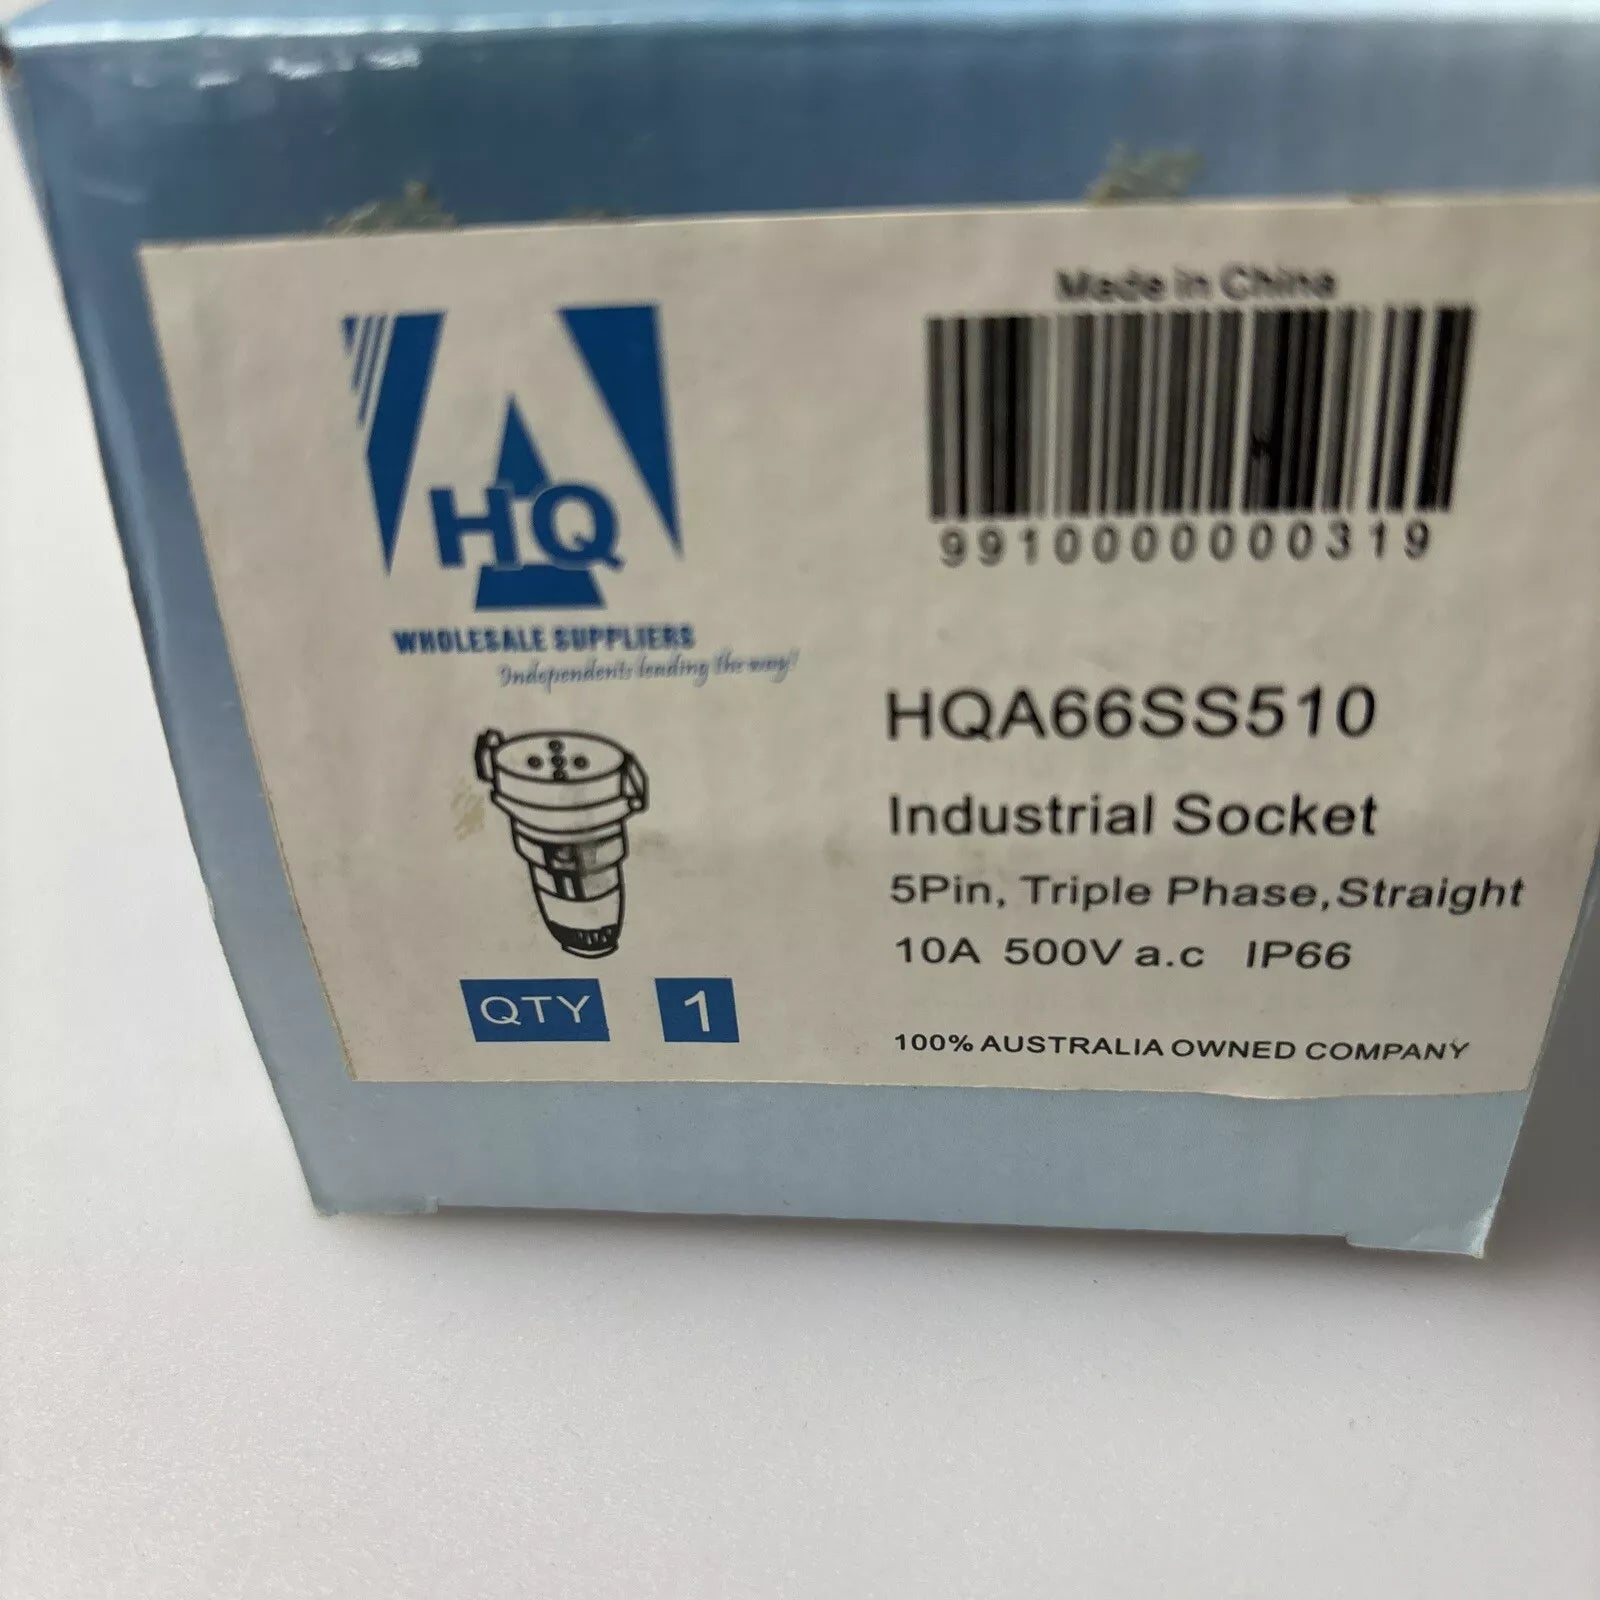 Made in China
9910000000319
HQ
WHOLESALE SUPPLIERS
Independents leading the way!
HQA66SS510
Industrial Socket
5Pin, Triple Phase,Straight
10A 500V a.c IP66
QTY 1
100% AUSTRALIA OWNED COMPANY